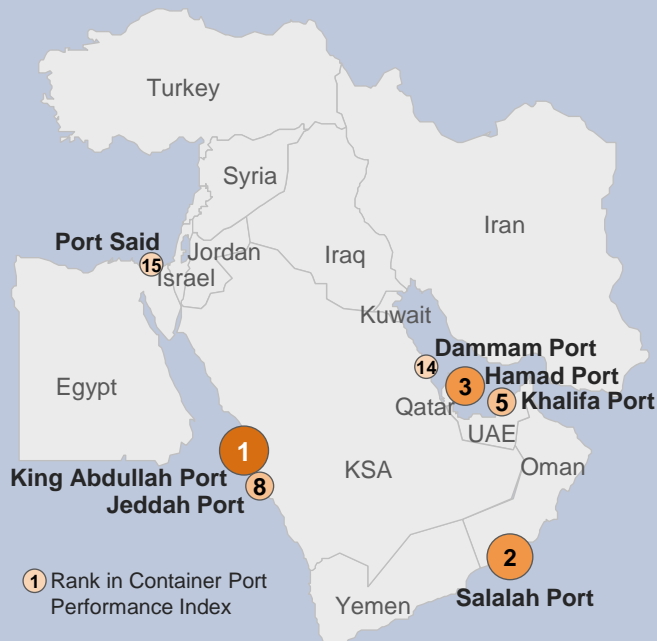 Turkey
Syria
Iran
Port Said
15
Jordan
Israel
Iraq
Kuwait
Dammam Port
14
Hamad Port
3
Egypt
Qatar
5
Khalifa Port
UAE
1
KSA
Oman
King Abdullah Port
8
Jeddah Port
2
Salalah Port
1 Rank in Container Port
Performance Index
Yemen